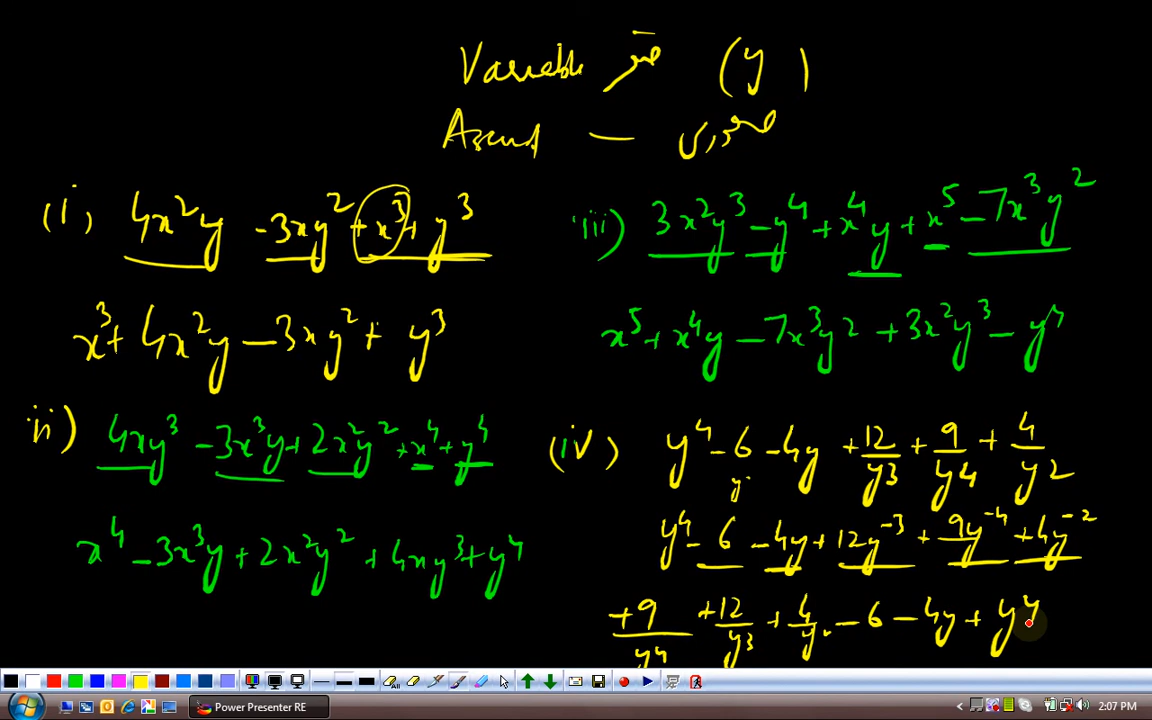 Variable متغیر (y)
Ascend — صعودی
(i) 4x²y - 3xy² + x³ + y³
x³ + 4x²y - 3xy² + y³
ii) 4xy³ - 3x³y + 2x²y² + x⁴ + y⁴
x⁴ - 3x³y + 2x²y² + 4xy³ + y⁴
iii) 3x²y³ - y⁴ + x⁴y + x⁵ - 7x³y²
x⁵ + x⁴y - 7x³y² + 3x²y³ - y⁴
(iv) y⁴ - 6 - 4y + 12/y3 + 9/y4 + 4/y2
y⁰
y⁴ - 6 - 4y + 12y⁻³ + 9y⁻⁴ + 4y⁻²
+9/y4 +12/y3 + 4/y² - 6 - 4y + y⁴
Power Presenter RE
2:07 PM